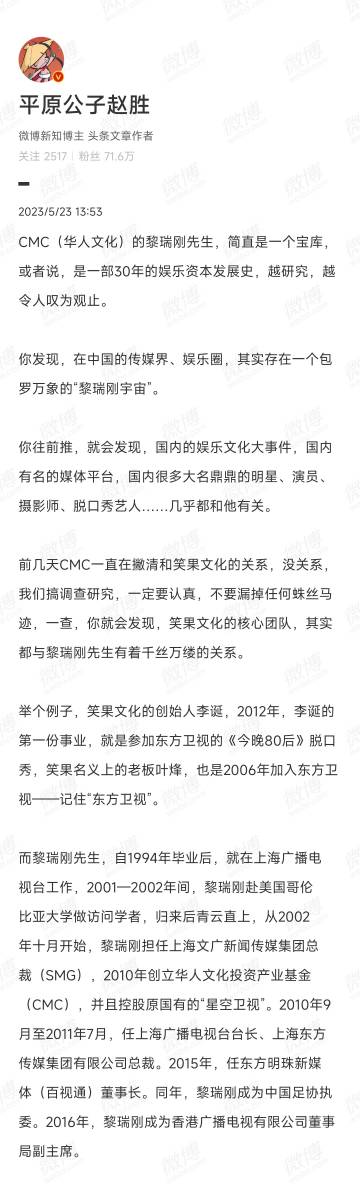 平原公子赵胜
微博新知博主 头条文章作者
关注 2517 | 粉丝 71.6万
2023/5/23 13:53
CMC（华人文化）的黎瑞刚先生，简直是一个宝库，
或者说，是一部30年的娱乐资本发展史，越研究，越
令人叹为观止。
你发现，在中国的传媒界、娱乐圈，其实存在一个包
罗万象的“黎瑞刚宇宙”。
你往前推，就会发现，国内的娱乐文化大事件，国内
有名的媒体平台，国内很多大名鼎鼎的明星、演员、
摄影师、脱口秀艺人……几乎都和他有关。
前几天CMC一直在撇清和笑果文化的关系，没关系，
我们搞调查研究，一定要认真，不要漏掉任何蛛丝马
迹，一查，你就会发现，笑果文化的核心团队，其实
都与黎瑞刚先生有着千丝万缕的关系。
举个例子，笑果文化的创始人李诞，2012年，李诞的
第一份事业，就是参加东方卫视的《今晚80后》脱口
秀，笑果名义上的老板叶烽，也是2006年加入东方卫
视——记住“东方卫视”。
而黎瑞刚先生，自1994年毕业后，就在上海广播电
视台工作，2001—2002年间，黎瑞刚赴美国哥伦
比亚大学做访问学者，归来后青云直上，从2002
年十月开始，黎瑞刚担任上海文广新闻传媒集团总
裁（SMG），2010年创立华人文化投资产业基金
（CMC），并且控股原国有的“星空卫视”。2010年9
月至2011年7月，任上海广播电视台台长、上海东方
传媒集团有限公司总裁。2015年，任东方明珠新媒
体（百视通）董事长。同年，黎瑞刚成为中国足协执
委。2016年，黎瑞刚成为香港广播电视有限公司董事
局副主席。